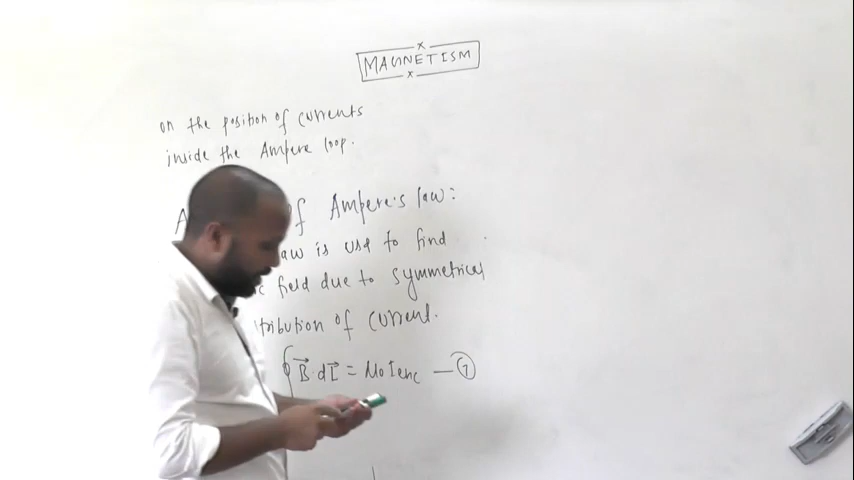 MAGNETISM
on the position of currents
inside the Ampere loop.
A f Ampere's law:
aw is used to find
c field due to symmetrical
tribution of current.
∮ B⃗·dl⃗ = μ₀Ienc — ①